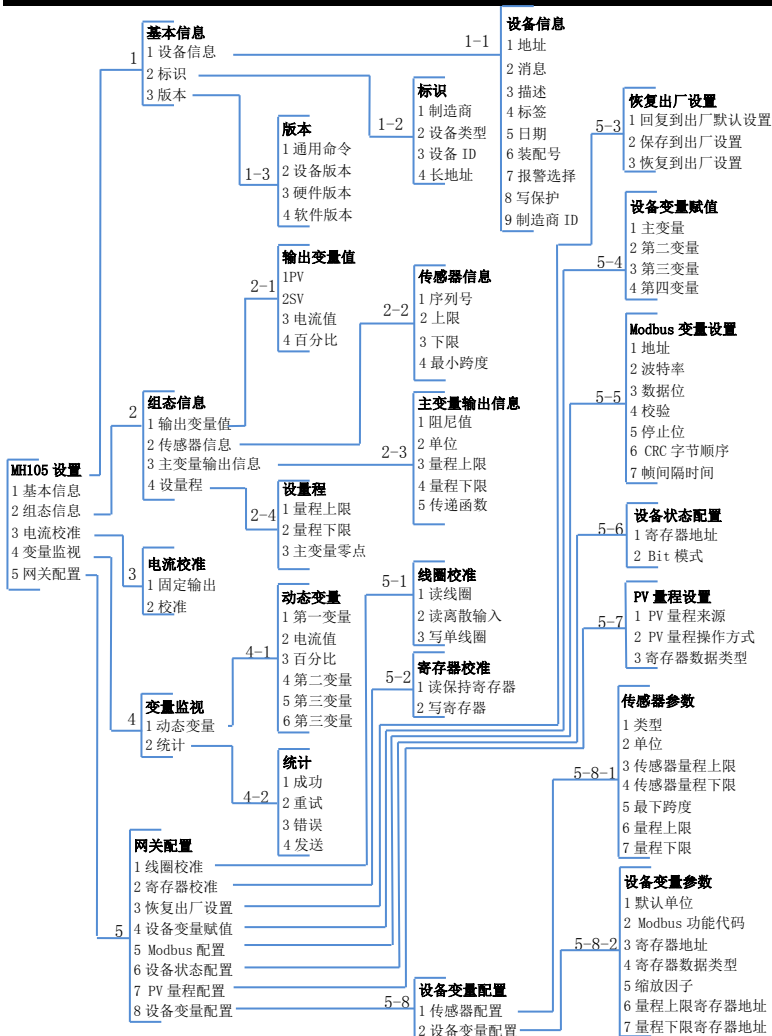 MH105 设置
1 基本信息
2 组态信息
3 电流校准
4 变量监视
5 网关配置
1
基本信息
1 设备信息
2 标识
3 版本
1-1
设备信息
1 地址
2 消息
3 描述
4 标签
5 日期
6 装配号
7 报警选择
8 写保护
9 制造商 ID
1-2
标识
1 制造商
2 设备类型
3 设备 ID
4 长地址
1-3
版本
1 通用命令
2 设备版本
3 硬件版本
4 软件版本
2
组态信息
1 输出变量值
2 传感器信息
3 主变量输出信息
4 设量程
2-1
输出变量值
1PV
2SV
3 电流值
4 百分比
2-2
传感器信息
1 序列号
2 上限
3 下限
4 最小跨度
2-3
主变量输出信息
1 阻尼值
2 单位
3 量程上限
4 量程下限
5 传递函数
2-4
设量程
1 量程上限
2 量程下限
3 主变量零点
3
电流校准
1 固定输出
2 校准
4
变量监视
1 动态变量
2 统计
4-1
动态变量
1 第一变量
2 电流值
3 百分比
4 第二变量
5 第三变量
6 第三变量
4-2
统计
1 成功
2 重试
3 错误
4 发送
5
网关配置
1 线圈校准
2 寄存器校准
3 恢复出厂设置
4 设备变量赋值
5 Modbus 配置
6 设备状态配置
7 PV 量程配置
8 设备变量配置
5-1
线圈校准
1 读线圈
2 读离散输入
3 写单线圈
5-2
寄存器校准
1 读保持寄存器
2 写寄存器
5-3
恢复出厂设置
1 回复到出厂默认设置
2 保存到出厂设置
3 恢复到出厂设置
5-4
设备变量赋值
1 主变量
2 第二变量
3 第三变量
4 第四变量
5-5
Modbus 变量设置
1 地址
2 波特率
3 数据位
4 校验
5 停止位
6 CRC 字节顺序
7 帧间隔时间
5-6
设备状态配置
1 寄存器地址
2 Bit 模式
5-7
PV 量程设置
1 PV 量程来源
2 PV 量程操作方式
3 寄存器数据类型
5-8
设备变量配置
1 传感器配置
2 设备变量配置
5-8-1
传感器参数
1 类型
2 单位
3 传感器量程上限
4 传感器量程下限
5 最下跨度
6 量程上限
7 量程下限
5-8-2
设备变量参数
1 默认单位
2 Modbus 功能代码
3 寄存器地址
4 寄存器数据类型
5 缩放因子
6 量程上限寄存器地址
7 量程下限寄存器地址